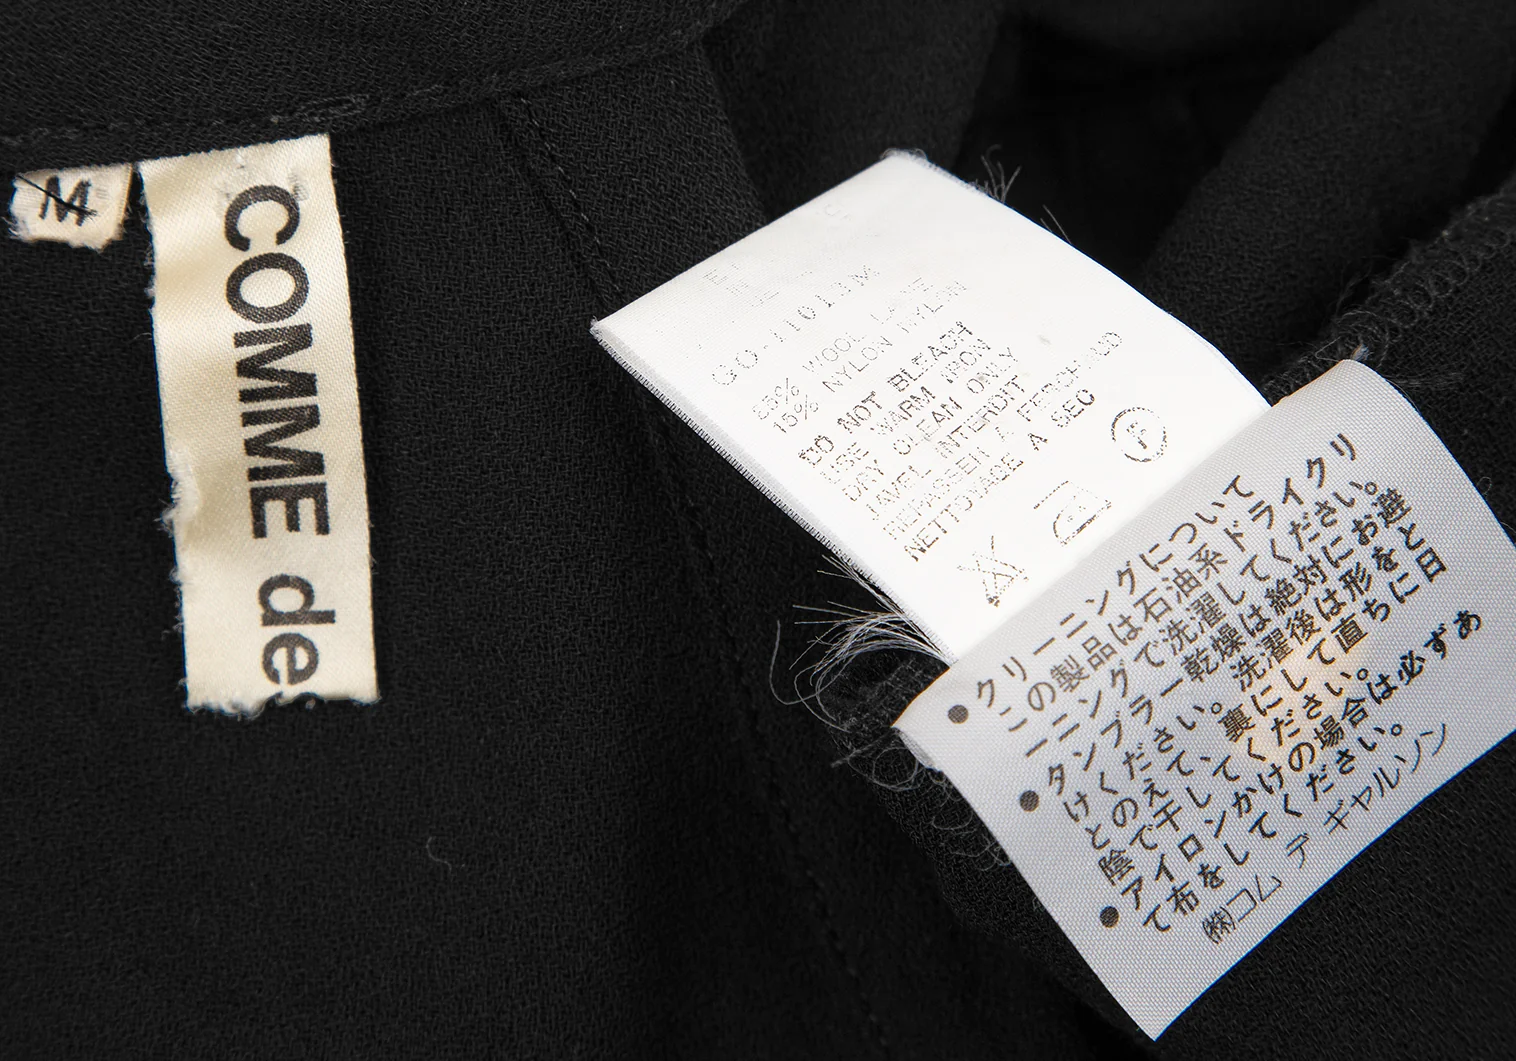 M
COMME des
85% WOOL LAINE
15% NYLON NYLON
DO NOT BLEACH
USE WARM IRON
DRY CLEAN ONLY
LAVEL INTERDIT
REPASSER A FERCHAUD
NETTOYAGE A SEC
F
クリーニングについて
●この製品は石油系ドライクリ
ーニングで洗濯してください。
●タンブラー乾燥は絶対にお避
けください。洗濯後は形をと
とのえて、裏にして直ちに日
陰で干してください。
●アイロンかけの場合は必ずあ
て布をしてください。
㈱コム デ ギャルソン